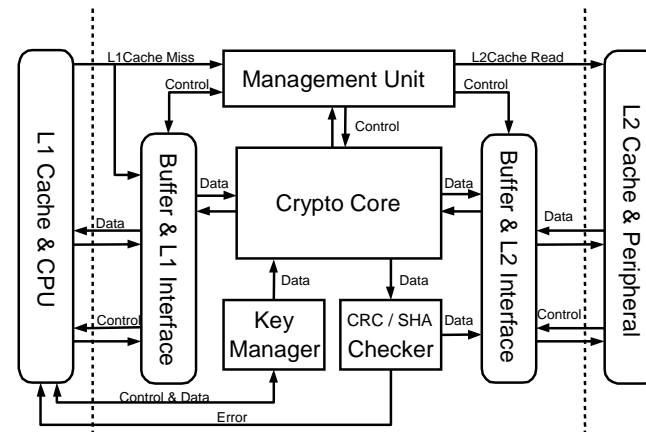 L1Cache Miss
L2Cache Read
Management Unit
Control
Control
Control
L1 Cache & CPU
Buffer & L1 Interface
Data
Crypto Core
Data
Buffer & L2 Interface
L2 Cache & Peripheral
Data
Data
Data
Data
Control
Key
Manager
CRC / SHA
Checker
Data
Control
Control & Data
Error